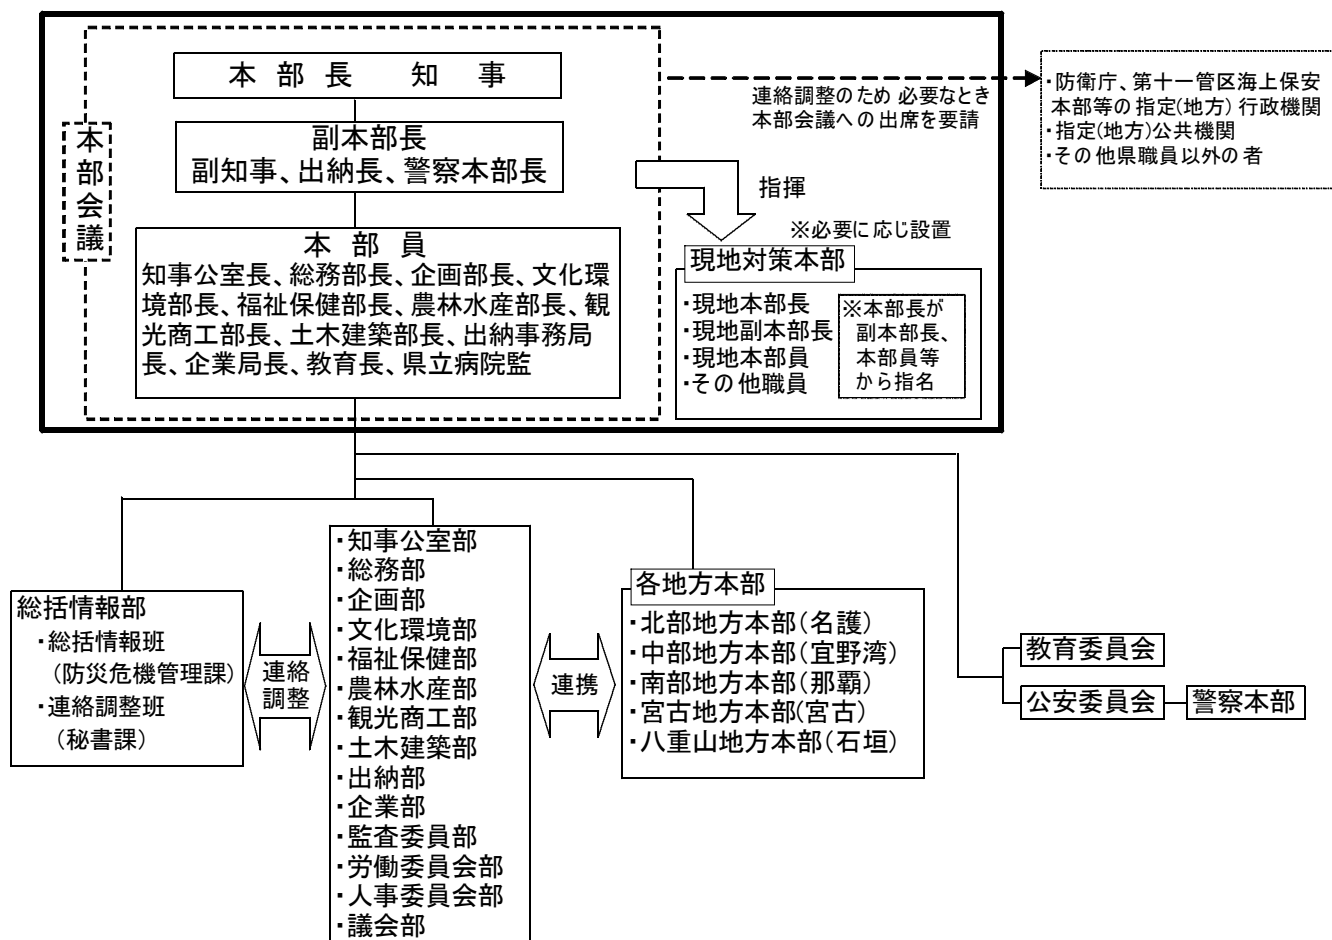 本部会議
本 部 長　知　事
副本部長
副知事、出納長、警察本部長
本 部 員
知事公室長、総務部長、企画部長、文化環
境部長、福祉保健部長、農林水産部長、観
光商工部長、土木建築部長、出納事務局
長、企業局長、教育長、県立病院監
連絡調整のため必要なとき
本部会議への出席を要請
・防衛庁、第十一管区海上保安
本部等の指定(地方)行政機関
・指定(地方)公共機関
・その他県職員以外の者
指揮
※必要に応じ設置
現地対策本部
・現地本部長
・現地副本部長
・現地本部員
・その他職員
※本部長が
副本部長、
本部員等
から指名
総括情報部
・総括情報班
(防災危機管理課)
・連絡調整班
(秘書課)
連絡
調整
・知事公室部
・総務部
・企画部
・文化環境部
・福祉保健部
・農林水産部
・観光商工部
・土木建築部
・出納部
・企業部
・監査委員部
・労働委員会部
・人事委員会部
・議会部
連携
各地方本部
・北部地方本部(名護)
・中部地方本部(宜野湾)
・南部地方本部(那覇)
・宮古地方本部(宮古)
・八重山地方本部(石垣)
教育委員会
公安委員会
警察本部